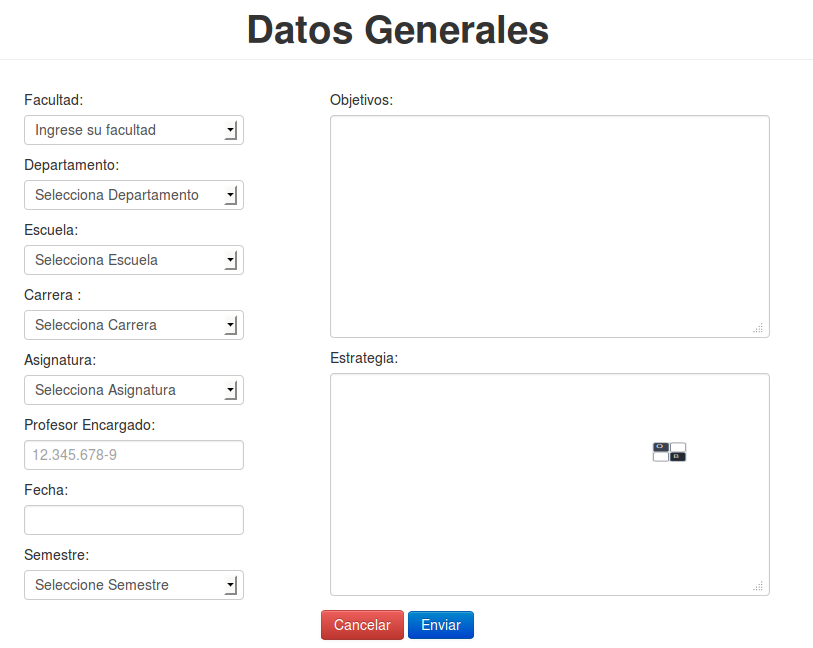 Datos Generales
Facultad:
Ingrese su facultad
Departamento:
Selecciona Departamento
Escuela:
Selecciona Escuela
Carrera :
Selecciona Carrera
Asignatura:
Selecciona Asignatura
Profesor Encargado:
12.345.678-9
Fecha:
Semestre:
Seleccione Semestre
Objetivos:
Estrategia:
Cancelar
Enviar